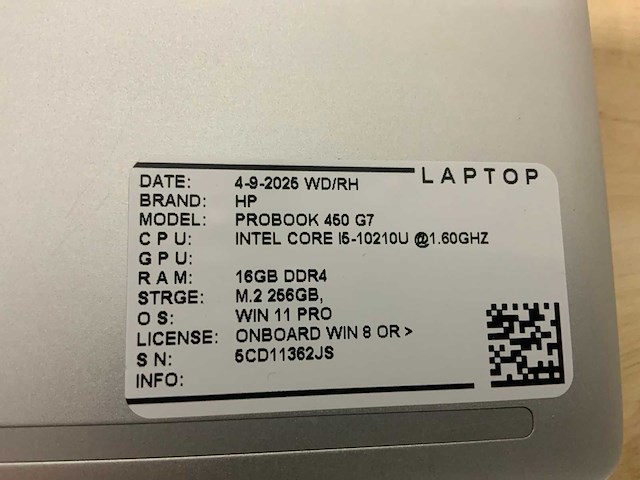 LAPTOP
DATE: 4-9-2025 WD/RH
BRAND: HP
MODEL: PROBOOK 450 G7
CPU: INTEL CORE I5-10210U @1.60GHZ
GPU:
RAM: 16GB DDR4
STRGE: M.2 256GB,
OS: WIN 11 PRO
LICENSE: ONBOARD WIN 8 OR >
SN: 5CD11362JS
INFO: